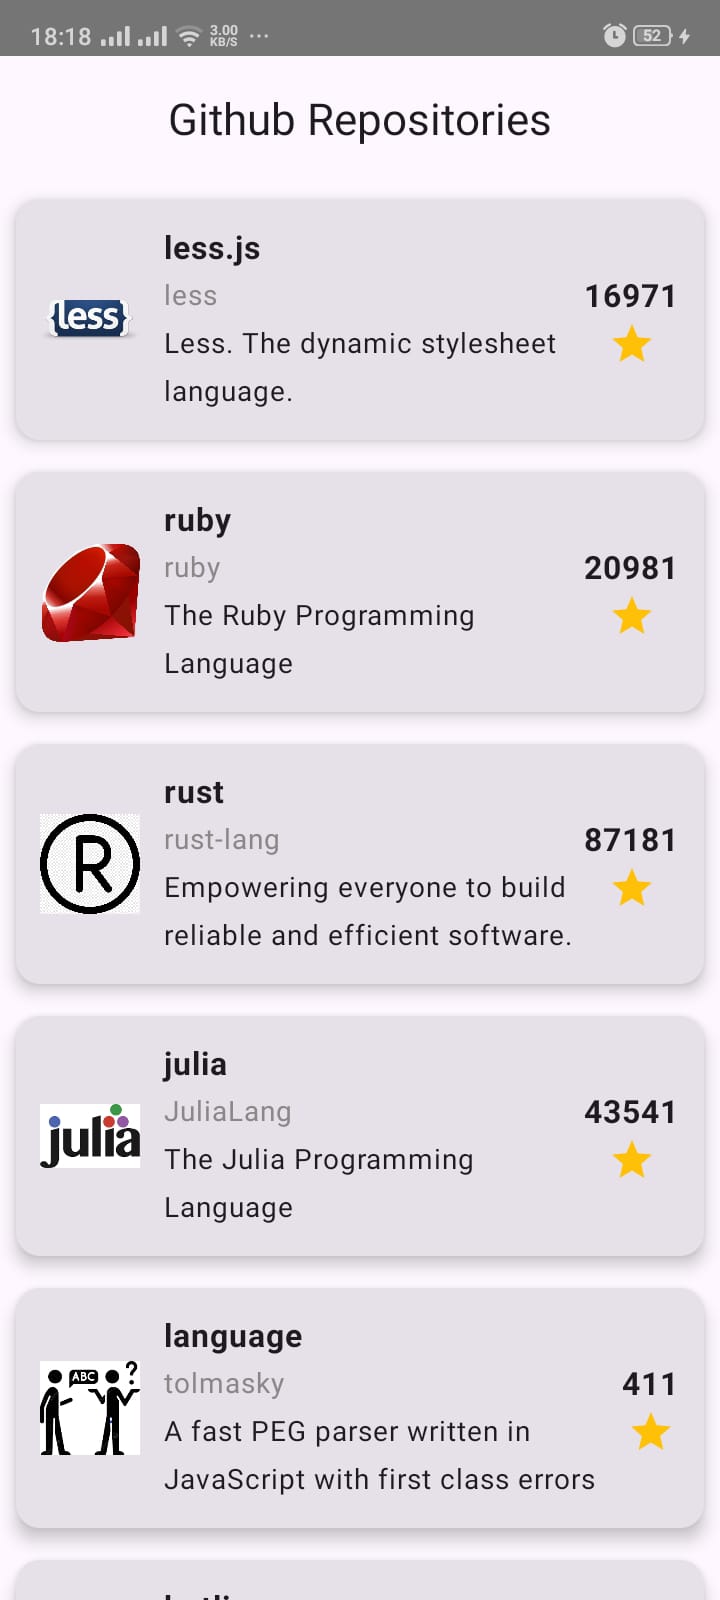 18:18 3.00 KB/S ... 52
Github Repositories
less.js
less
16971
{less}
Less. The dynamic stylesheet
language.
ruby
ruby
20981
The Ruby Programming
Language
rust
rust-lang
87181
R
Empowering everyone to build
reliable and efficient software.
julia
JuliaLang
43541
julia
The Julia Programming
Language
language
tolmasky
411
ABC ?
A fast PEG parser written in
JavaScript with first class errors